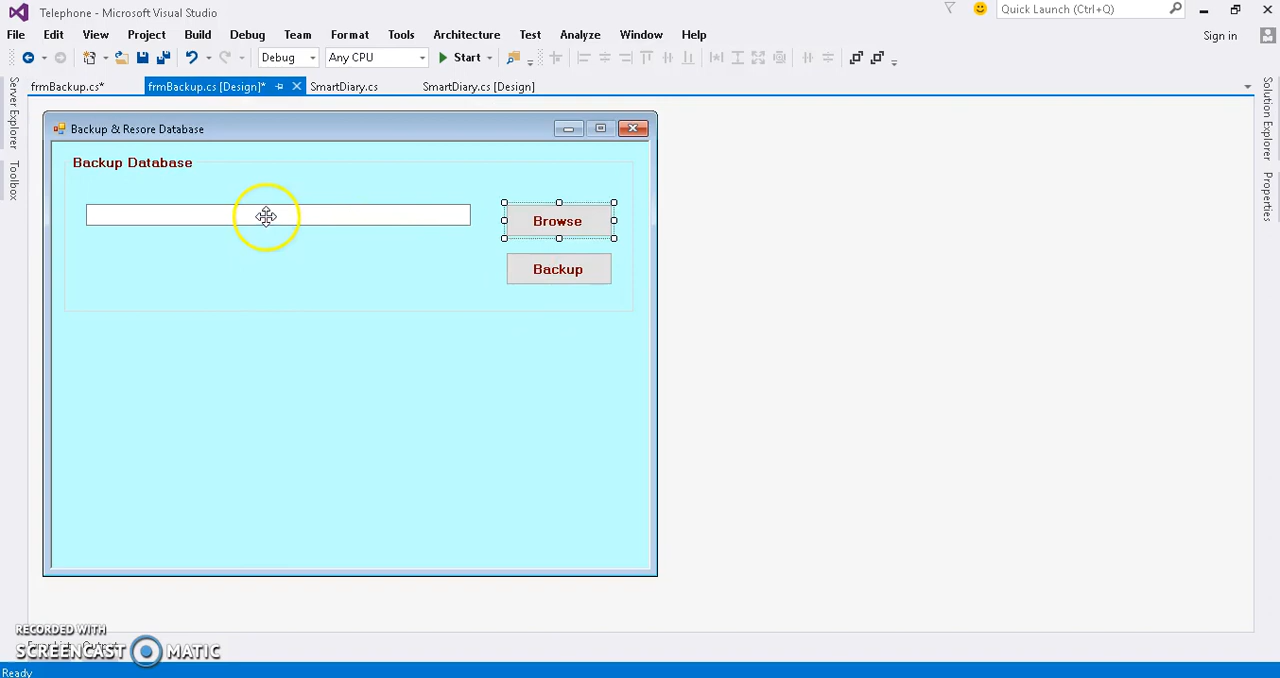 Telephone - Microsoft Visual Studio
Quick Launch (Ctrl+Q)
File Edit View Project Build Debug Team Format Tools Architecture Test Analyze Window Help
Sign in
Debug Any CPU Start
frmBackup.cs* frmBackup.cs [Design]* SmartDiary.cs SmartDiary.cs [Design]
Server Explorer
Toolbox
Solution Explorer
Properties
Backup & Resore Database
Backup Database
Browse
Backup
RECORDED WITH
SCREENCAST MATIC
Ready